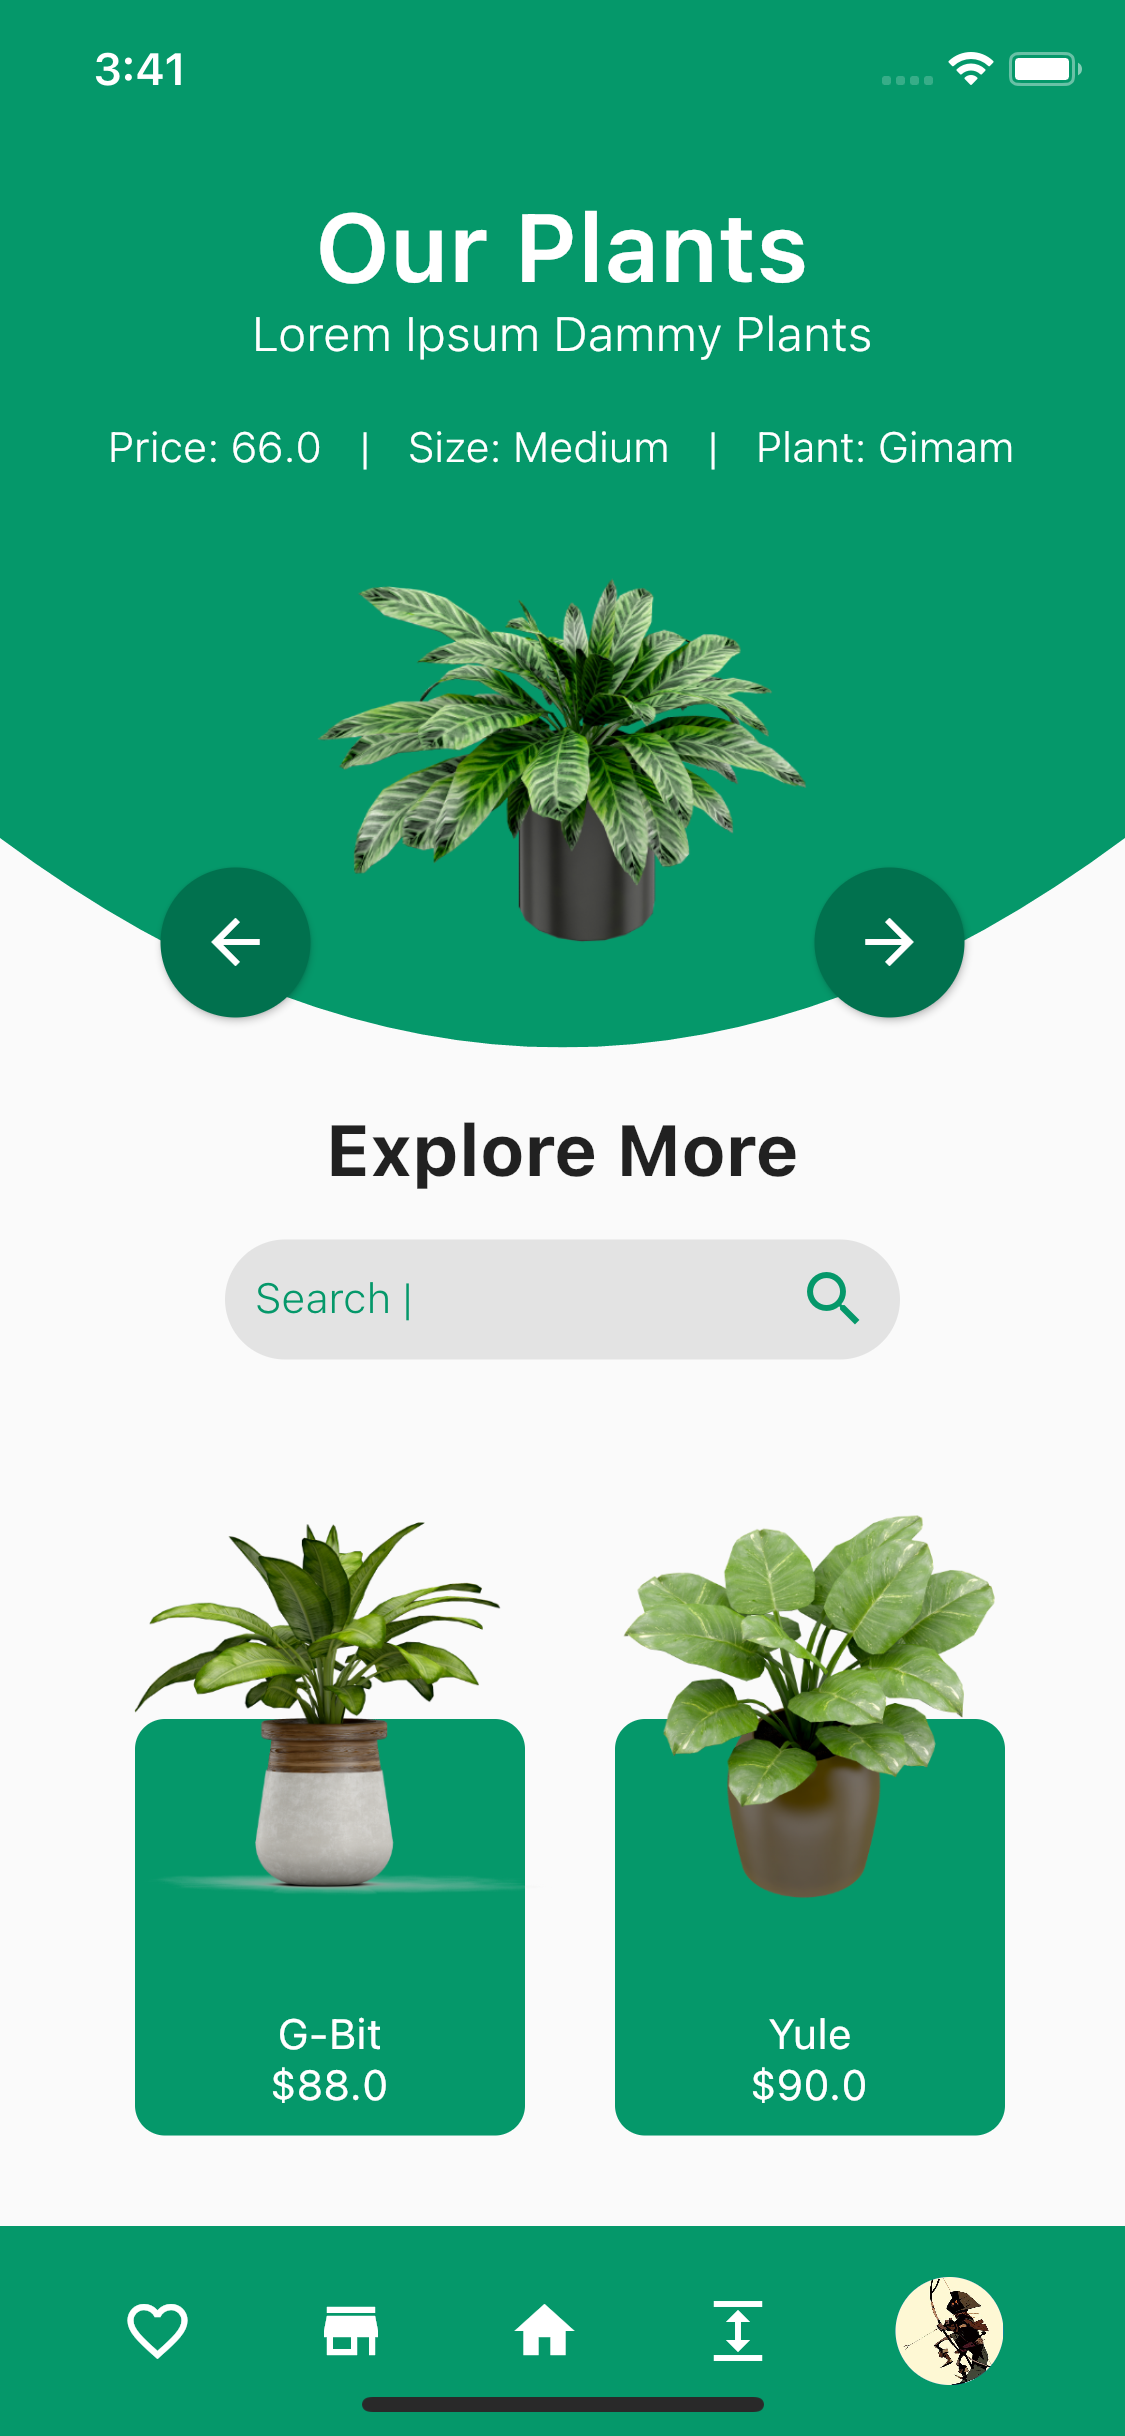 3:41
Our Plants
Lorem Ipsum Dammy Plants
Price: 66.0 | Size: Medium | Plant: Gimam
Explore More
Search |
G-Bit
$88.0
Yule
$90.0